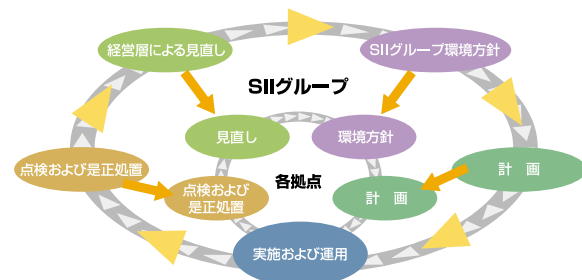 経営層による見直し
SIIグループ環境方針
SIIグループ
見直し
環境方針
点検および是正処置
各拠点
計　画
点検および
是正処置
計　画
実施および運用